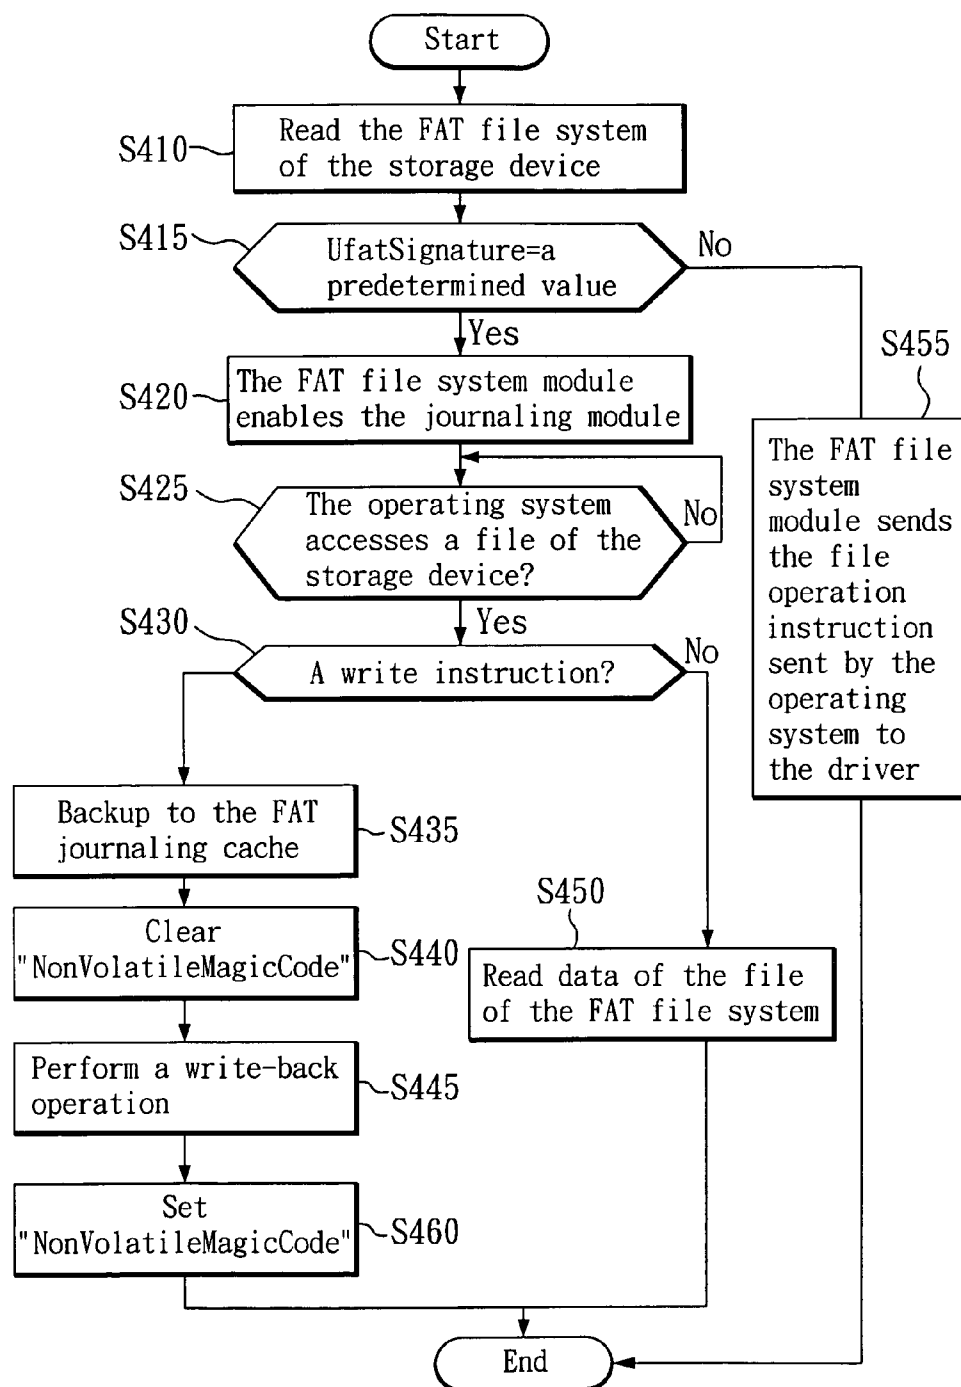 Start
S410
Read the FAT file system
of the storage device
S415
UfatSignature=a
predetermined value
No
Yes
S455
S420
The FAT file system module
enables the journaling module
The FAT file
system
module sends
the file
operation
instruction
sent by the
operating
system to
the driver
S425
The operating system
accesses a file of the
storage device?
No
Yes
S430
A write instruction?
No
Backup to the FAT
journaling cache
S435
Clear
"NonVolatileMagicCode"
S440
S450
Read data of the file
of the FAT file system
Perform a write-back
operation
S445
Set
"NonVolatileMagicCode"
S460
End